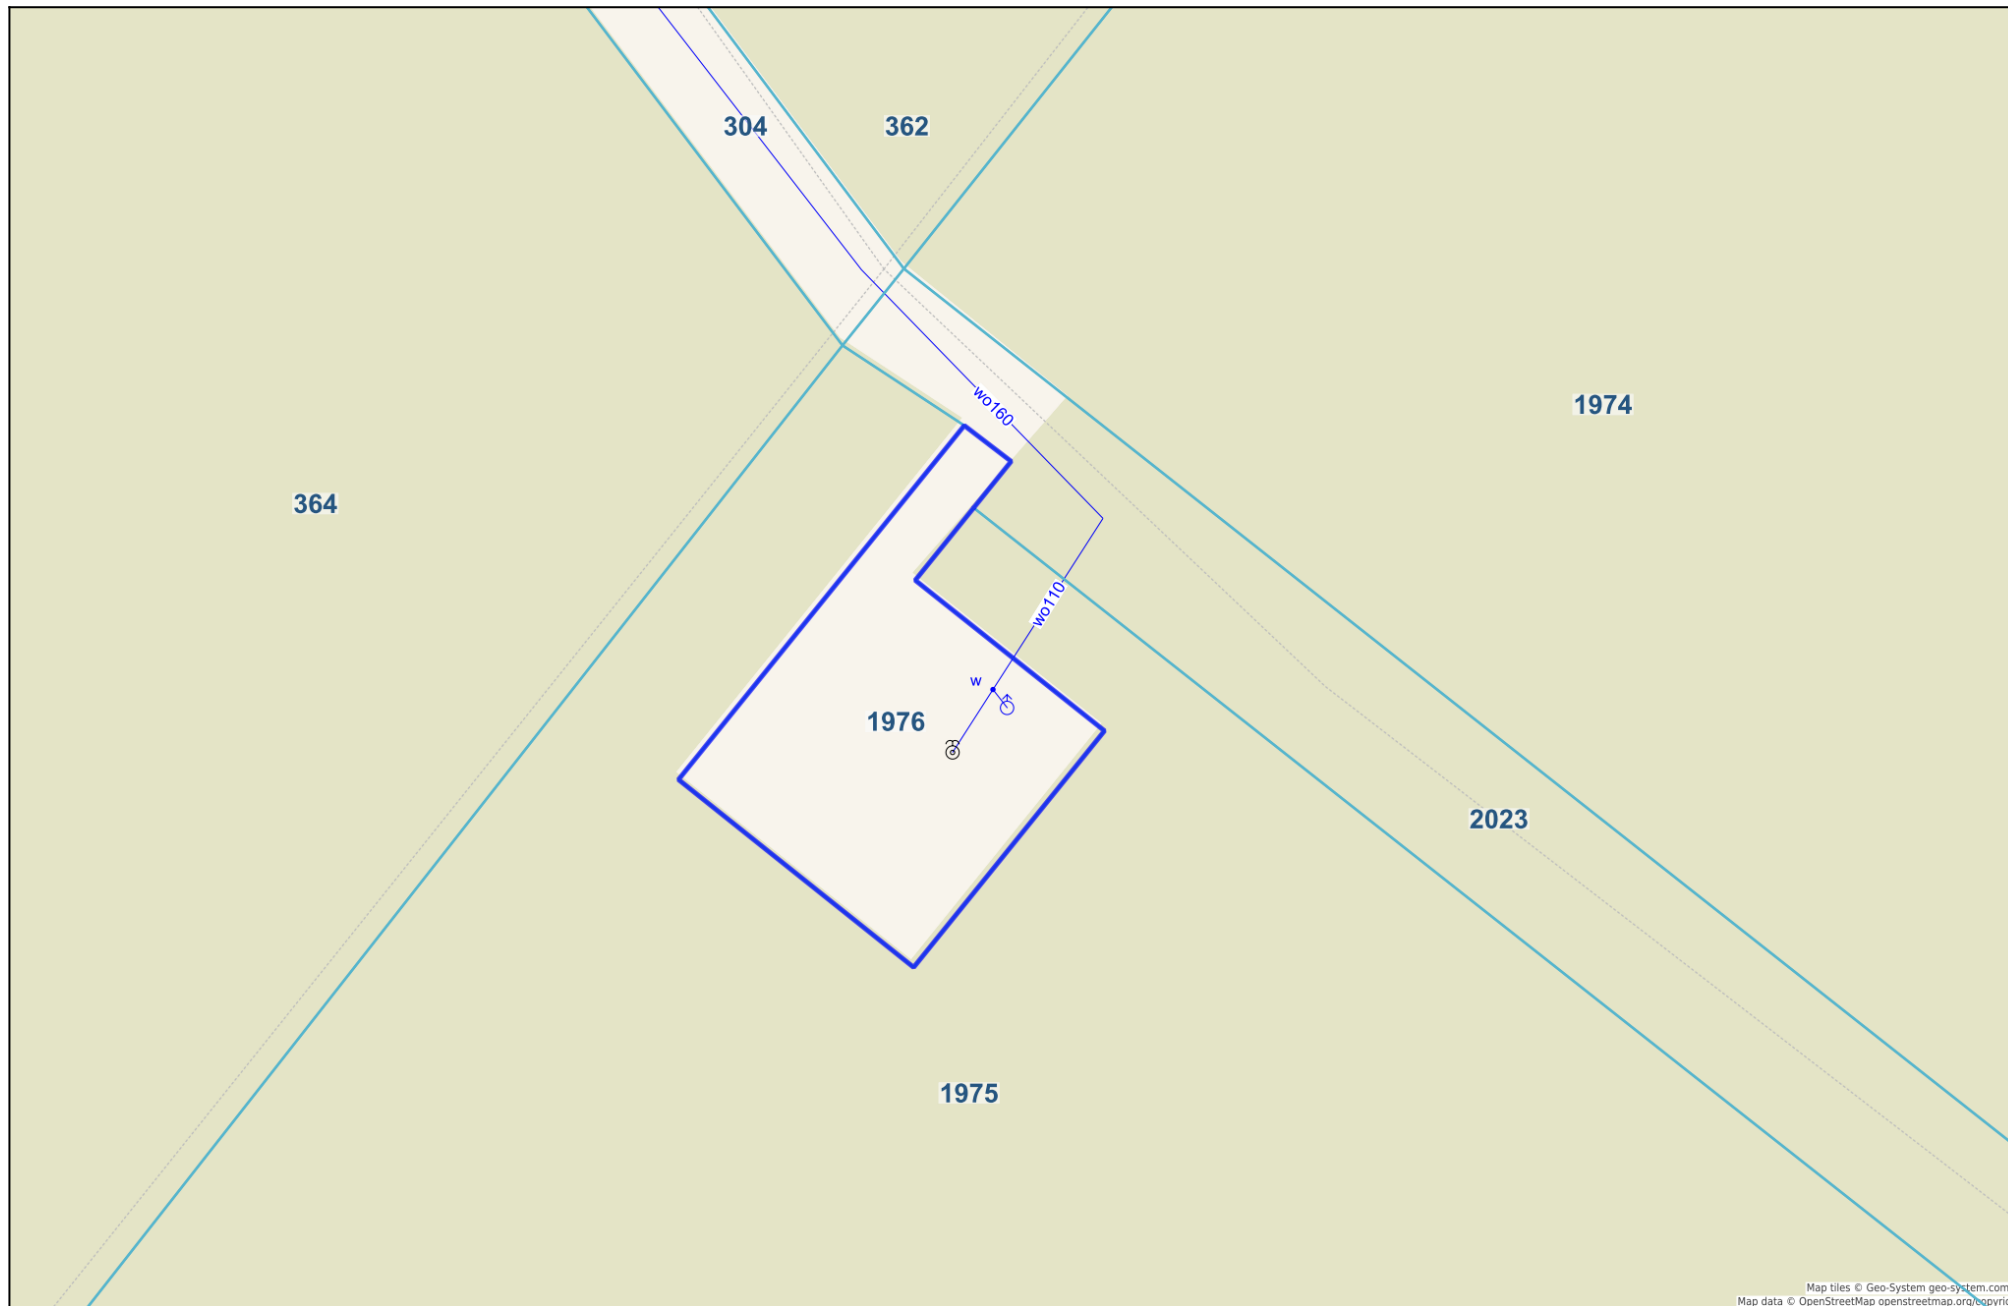 304
362
1974
wo160
364
wo110
w
1976
2023
1975
Map tiles © Geo-System geo-system.com
Map data © OpenStreetMap openstreetmap.org/copyri